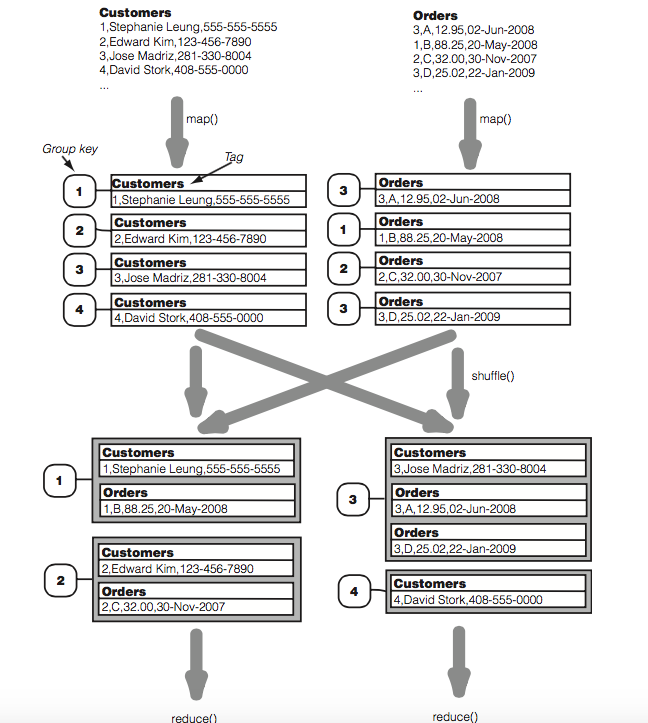 Customers
1,Stephanie Leung,555-555-5555
2,Edward Kim,123-456-7890
3,Jose Madriz,281-330-8004
4,David Stork,408-555-0000
...
Orders
3,A,12.95,02-Jun-2008
1,B,88.25,20-May-2008
2,C,32.00,30-Nov-2007
3,D,25.02,22-Jan-2009
...
map()
map()
Group key
Tag
1
Customers
1,Stephanie Leung,555-555-5555
2
Customers
2,Edward Kim,123-456-7890
3
Customers
3,Jose Madriz,281-330-8004
4
Customers
4,David Stork,408-555-0000
3
Orders
3,A,12.95,02-Jun-2008
1
Orders
1,B,88.25,20-May-2008
2
Orders
2,C,32.00,30-Nov-2007
3
Orders
3,D,25.02,22-Jan-2009
shuffle()
1
Customers
1,Stephanie Leung,555-555-5555
Orders
1,B,88.25,20-May-2008
2
Customers
2,Edward Kim,123-456-7890
Orders
2,C,32.00,30-Nov-2007
3
Customers
3,Jose Madriz,281-330-8004
Orders
3,A,12.95,02-Jun-2008
Orders
3,D,25.02,22-Jan-2009
4
Customers
4,David Stork,408-555-0000
reduce()
reduce()